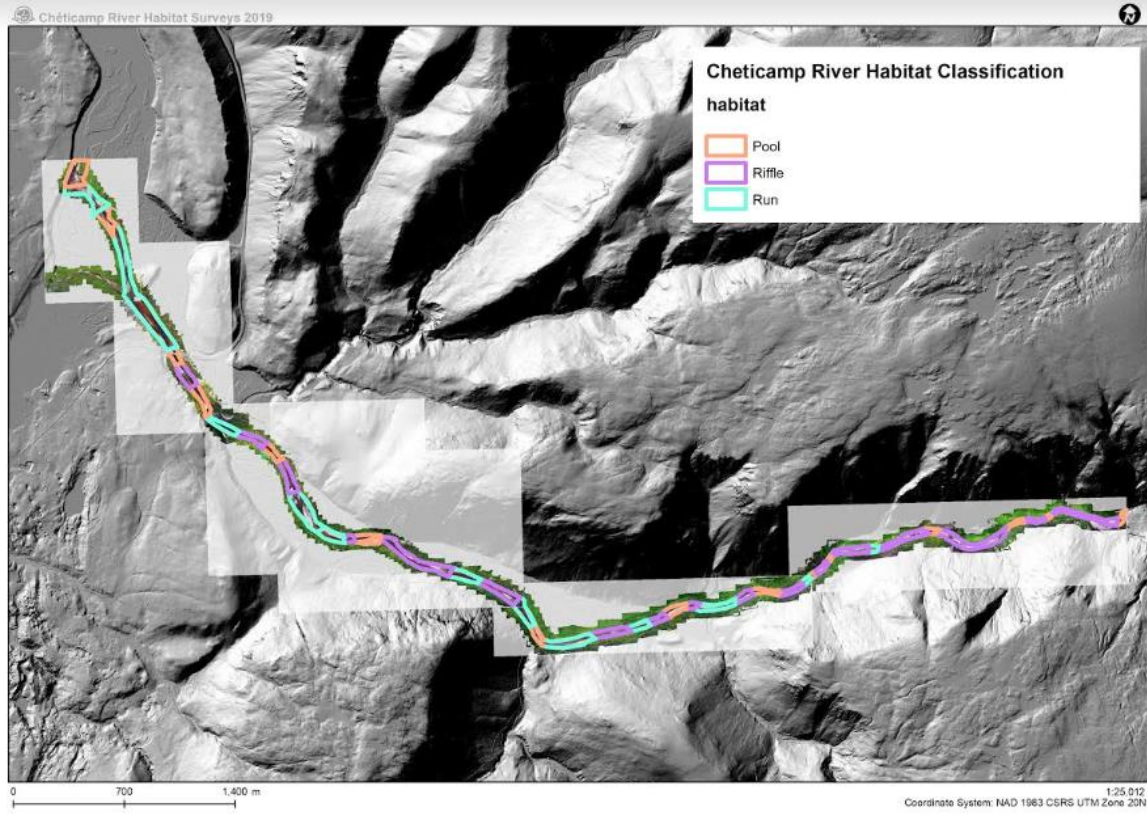 Chéticamp River Habitat Surveys 2019
Cheticamp River Habitat Classification
habitat
Pool
Riffle
Run
0 700 1,400 m
1:25,012
Coordinate System: NAD 1983 CSRS UTM Zone 20N